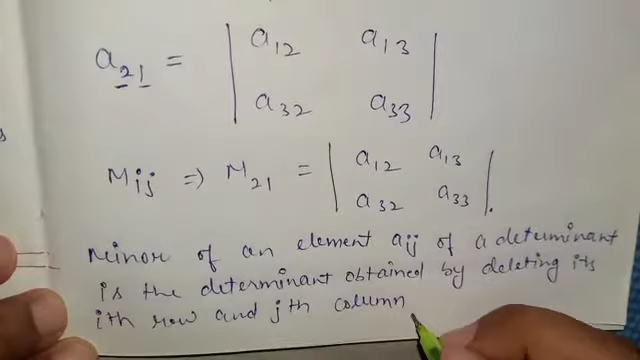 a21 = | a12 a13 |
| a32 a33 |
Mij => M21 = | a12 a13 |
| a32 a33 |.
Minor of an element aij of a determinant
is the determinant obtained by deleting its
ith row and jth column